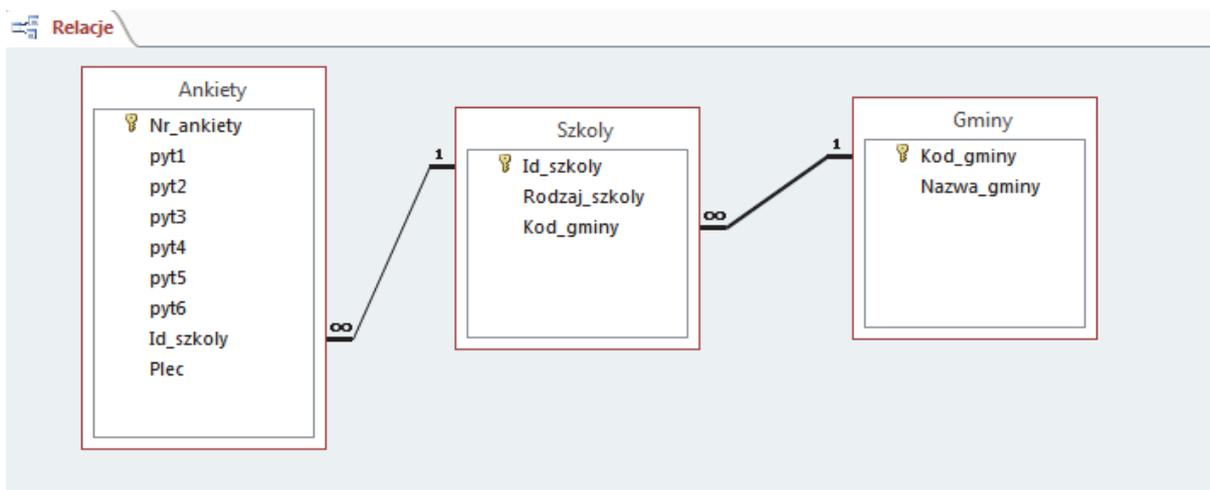 Relacje
Ankiety
Nr_ankiety
pyt1
pyt2
pyt3
pyt4
pyt5
pyt6
Id_szkoly
Plec
1
∞
Szkoly
Id_szkoly
Rodzaj_szkoly
Kod_gminy
1
∞
Gminy
Kod_gminy
Nazwa_gminy